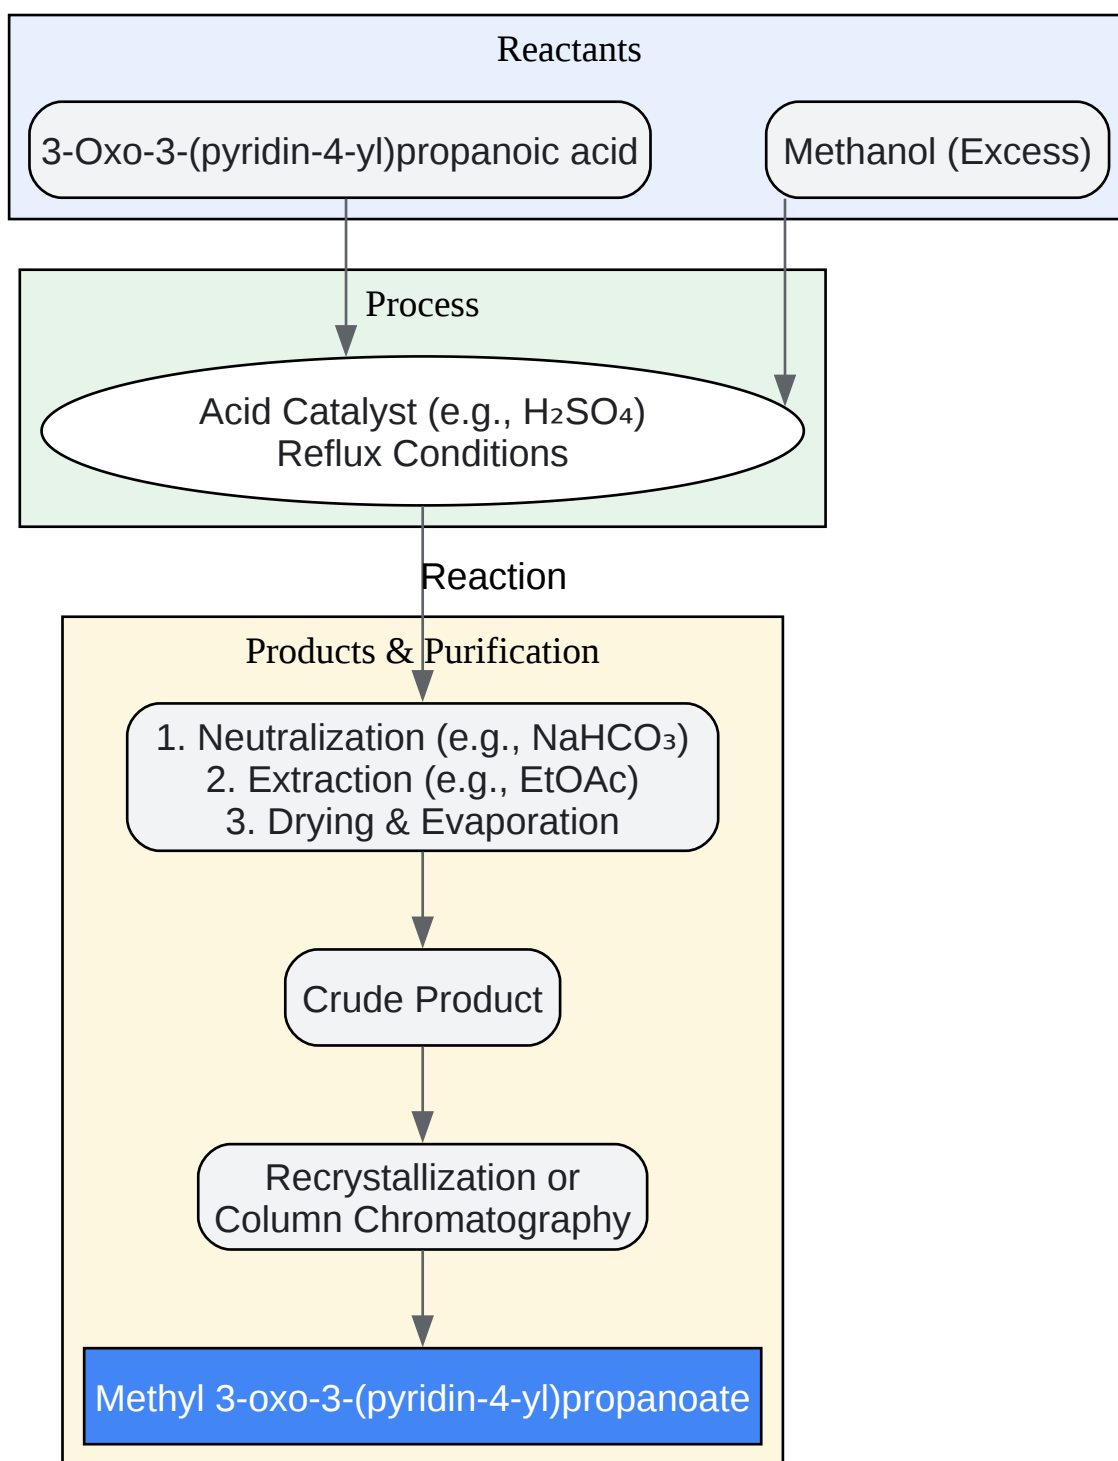 Reactants
3-Oxo-3-(pyridin-4-yl)propanoic acid
Methanol (Excess)
Process
Acid Catalyst (e.g., H₂SO₄)
Reflux Conditions
Reaction
Products & Purification
1. Neutralization (e.g., NaHCO₃)
2. Extraction (e.g., EtOAc)
3. Drying & Evaporation
Crude Product
Recrystallization or
Column Chromatography
Methyl 3-oxo-3-(pyridin-4-yl)propanoate